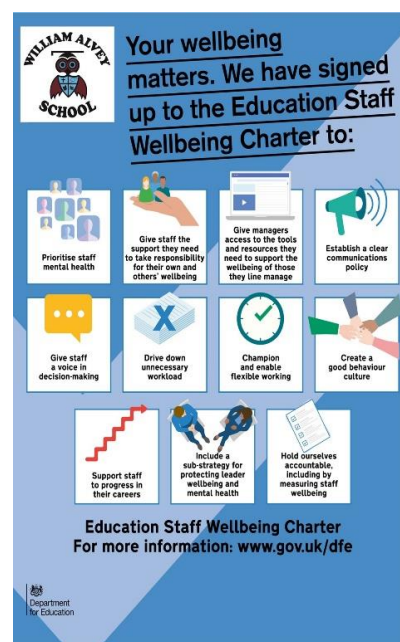 WILLIAM ALVEY
SCHOOL
Your wellbeing
matters. We have signed
up to the Education Staff
Wellbeing Charter to:
Prioritise staff
mental health
Give staff the
support they need
to take responsibility
for their own and
others' wellbeing
Give managers
access to the tools
and resources they
need to support the
wellbeing of those
they line manage
Establish a clear
communications
policy
Give staff
a voice in
decision-making
X
Drive down
unnecessary
workload
Champion
and enable
flexible working
Create a
good behaviour
culture
Support staff
to progress in
their careers
Include a
sub-strategy for
protecting leader
wellbeing and
mental health
Hold ourselves
accountable,
including by
measuring staff
wellbeing
Education Staff Wellbeing Charter
For more information: www.gov.uk/dfe
Department
for Education